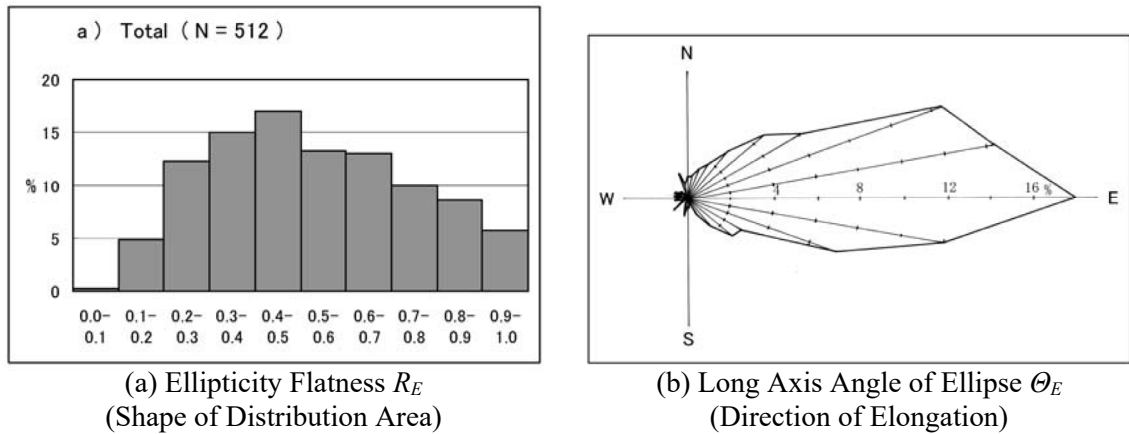 a ) Total ( N = 512 )
20
15
%
10
5
0
0.0-
0.1
0.1-
0.2
0.2-
0.3
0.3-
0.4
0.4-
0.5
0.5-
0.6
0.6-
0.7
0.7-
0.8
0.8-
0.9
0.9-
1.0
(a) Ellipticity Flatness R_E
(Shape of Distribution Area)
N
W
4 8 12 16 %
E
S
(b) Long Axis Angle of Ellipse Θ_E
(Direction of Elongation)